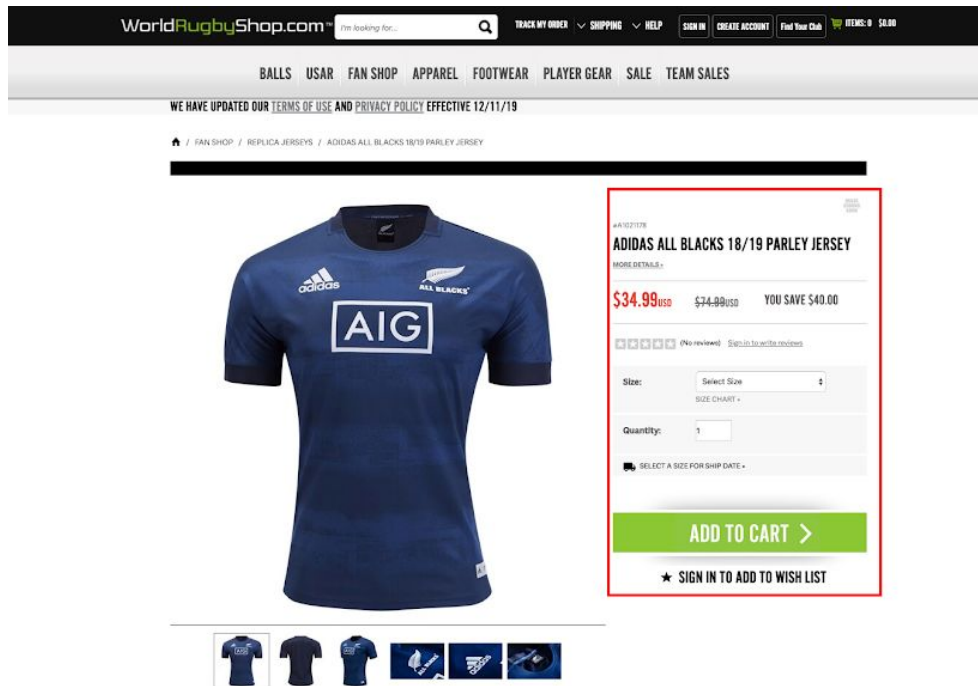 WorldRugbyShop.com™
I'm looking for...
TRACK MY ORDER
SHIPPING
HELP
SIGN IN
CREATE ACCOUNT
Find Your Club
ITEMS: 0 $0.00
BALLS USAR FAN SHOP APPAREL FOOTWEAR PLAYER GEAR SALE TEAM SALES
WE HAVE UPDATED OUR TERMS OF USE AND PRIVACY POLICY EFFECTIVE 12/11/19
/ FAN SHOP / REPLICA JERSEYS / ADIDAS ALL BLACKS 18/19 PARLEY JERSEY
adidas
ALL BLACKS
AIG
#A1021178
ADIDAS ALL BLACKS 18/19 PARLEY JERSEY
MORE DETAILS »
$34.99USD $74.99USD YOU SAVE $40.00
(No reviews) Sign in to write reviews
Size: Select Size
SIZE CHART »
Quantity: 1
SELECT A SIZE FOR SHIP DATE »
ADD TO CART
★ SIGN IN TO ADD TO WISH LIST
ALL BLACKS
adidas